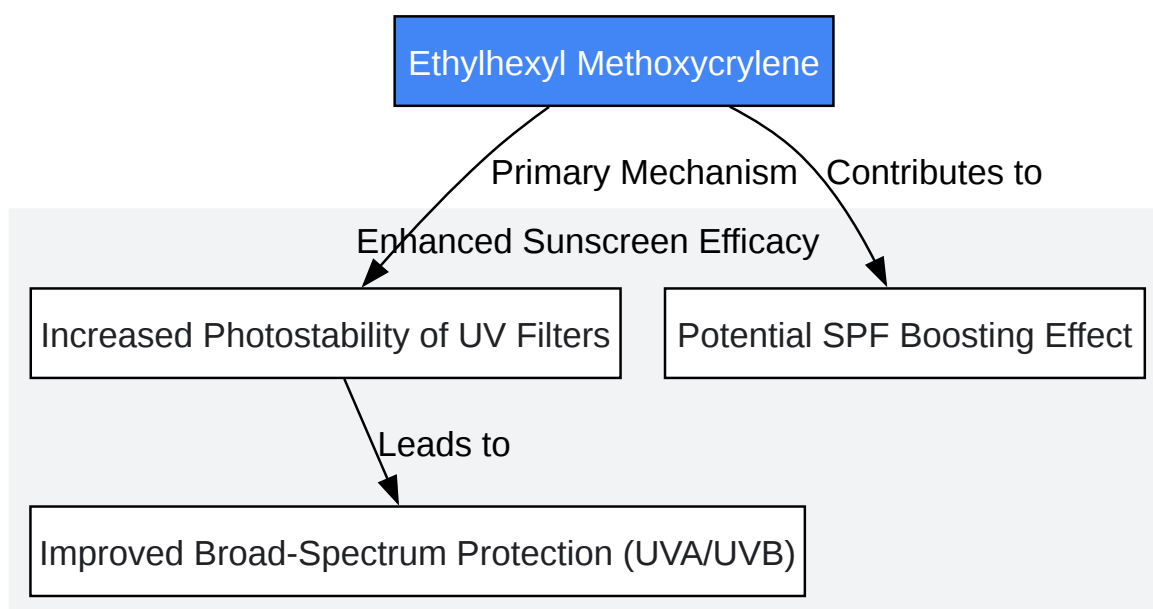 Ethylhexyl Methoxycrylene
Primary Mechanism
Contributes to
Enhanced Sunscreen Efficacy
Increased Photostability of UV Filters
Potential SPF Boosting Effect
Leads to
Improved Broad-Spectrum Protection (UVA/UVB)